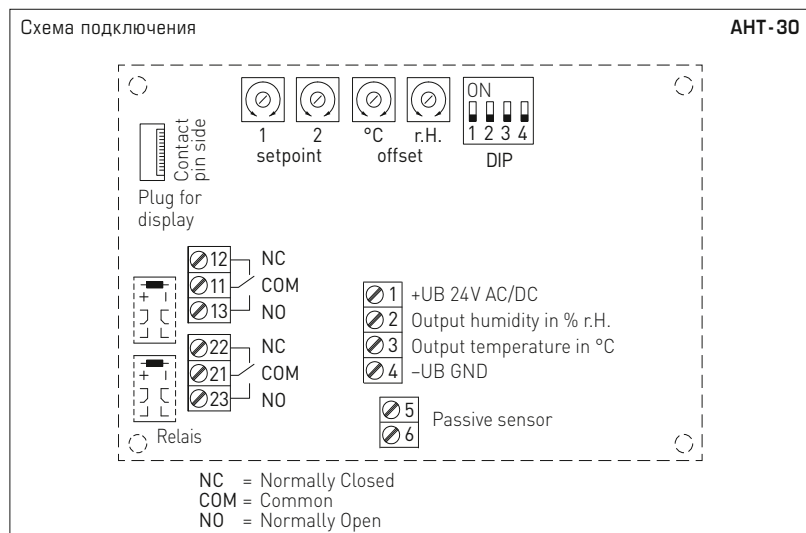 Схема подключения
AHT-30
1 2 °C r.H.
setpoint offset
ON
1 2 3 4
DIP
Contact
pin side
Plug for
display
12 NC
11 COM
13 NO
22 NC
21 COM
23 NO
+
+
Relais
1 +UB 24V AC/DC
2 Output humidity in % r.H.
3 Output temperature in °C
4 –UB GND
5
6
Passive sensor
NC = Normally Closed
COM = Common
NO = Normally Open